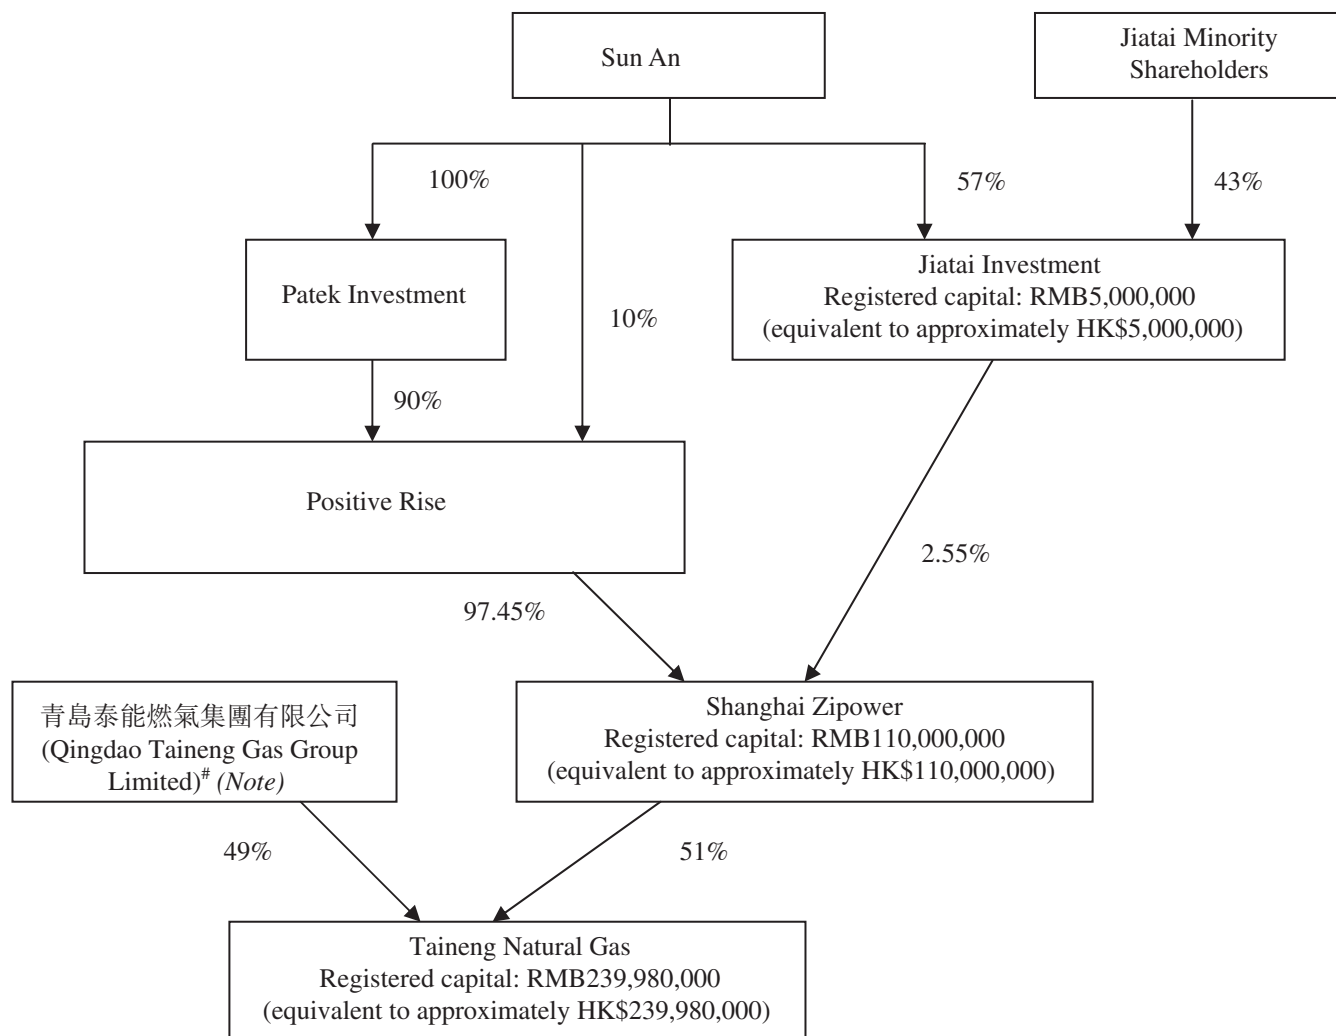 Sun An
Jiatai Minority
Shareholders
100%
57%
43%
Patek Investment
10%
Jiatai Investment
Registered capital: RMB5,000,000
(equivalent to approximately HK$5,000,000)
90%
Positive Rise
2.55%
97.45%
青島泰能燃氣集團有限公司
(Qingdao Taineng Gas Group
Limited)# (Note)
Shanghai Zipower
Registered capital: RMB110,000,000
(equivalent to approximately HK$110,000,000)
49%
51%
Taineng Natural Gas
Registered capital: RMB239,980,000
(equivalent to approximately HK$239,980,000)